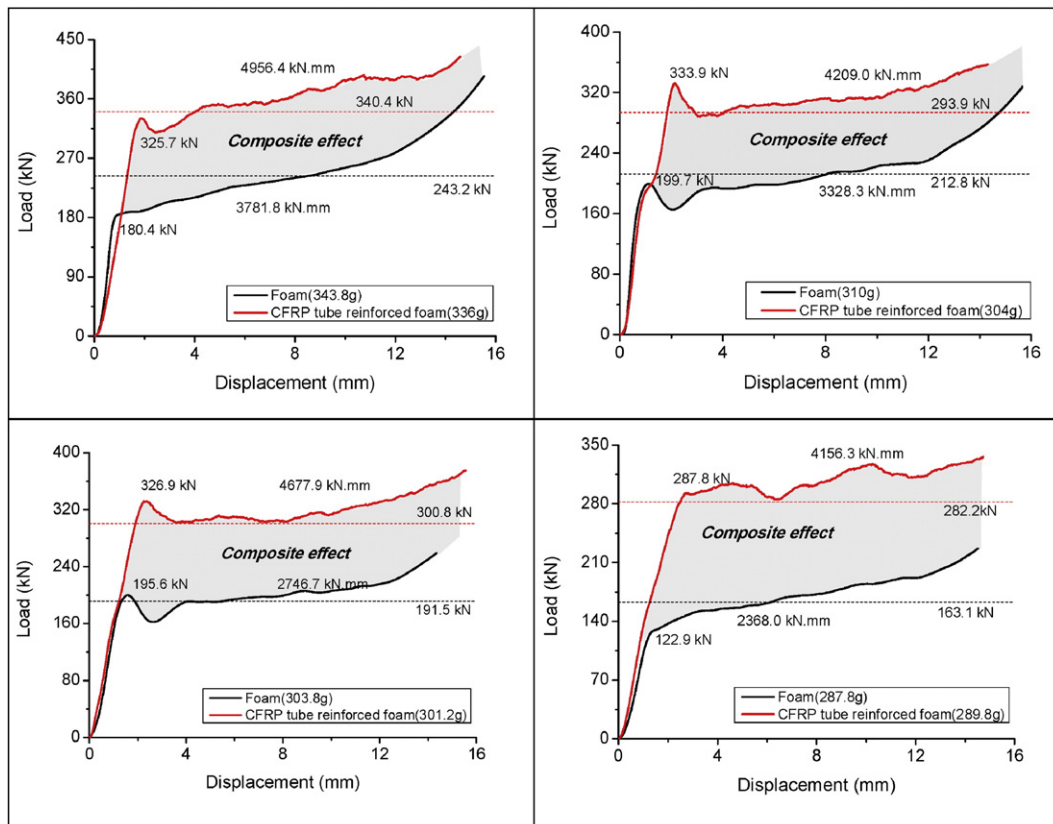 450
360
270
180
90
0
Load (kN)
4956.4 kN.mm
340.4 kN
325.7 kN
Composite effect
243.2 kN
3781.8 kN.mm
180.4 kN
Foam(343.8g)
CFRP tube reinforced foam(336g)
0 4 8 12 16
Displacement (mm)
400
320
240
160
80
0
Load (kN)
333.9 kN
4209.0 kN.mm
293.9 kN
Composite effect
199.7 kN
3328.3 kN.mm
212.8 kN
Foam(310g)
CFRP tube reinforced foam(304g)
0 4 8 12 16
Displacement (mm)
400
320
240
160
80
0
Load (kN)
326.9 kN
4677.9 kN.mm
300.8 kN
Composite effect
195.6 kN
2746.7 kN.mm
191.5 kN
Foam(303.8g)
CFRP tube reinforced foam(301.2g)
0 4 8 12 16
Displacement (mm)
350
280
210
140
70
0
Load (kN)
287.8 kN
4156.3 kN.mm
282.2kN
Composite effect
163.1 kN
2368.0 kN.mm
122.9 kN
Foam(287.8g)
CFRP tube reinforced foam(289.8g)
0 4 8 12 16
Displacement (mm)